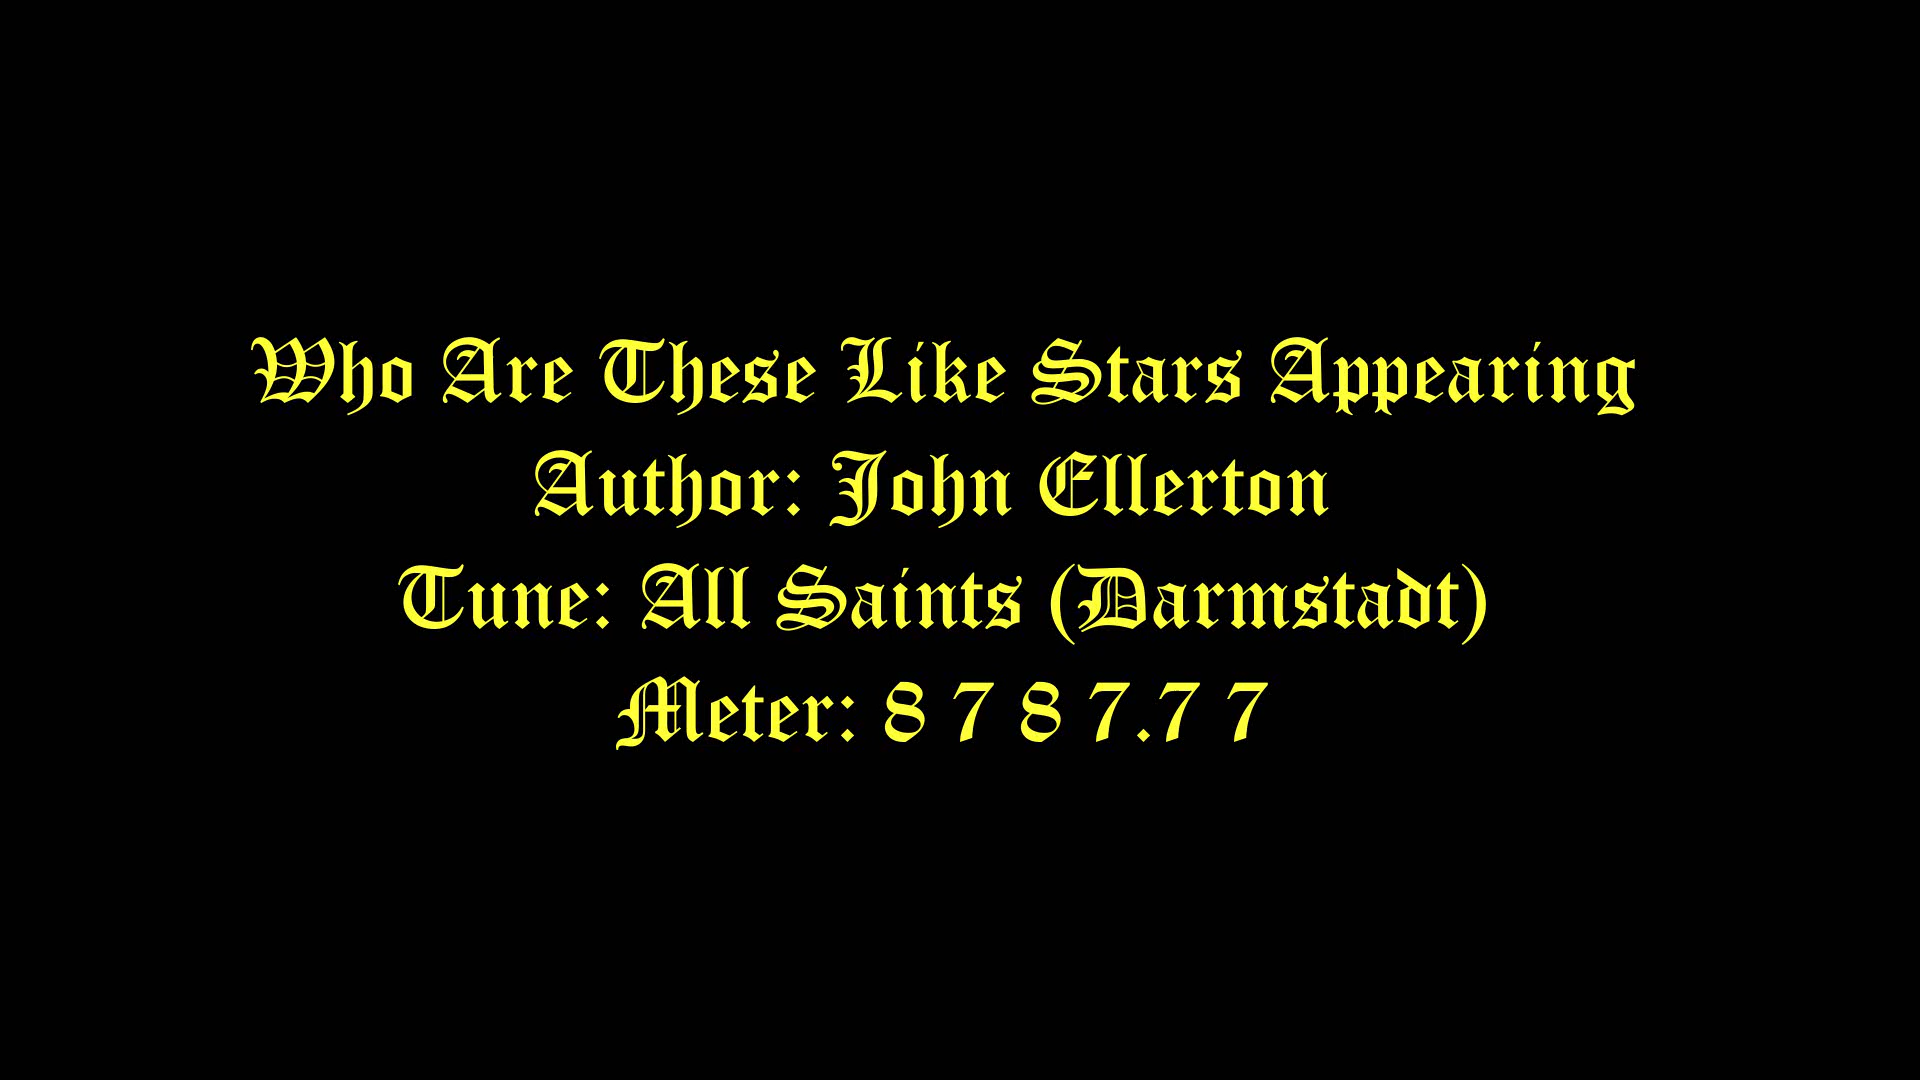 Who Are These Like Stars Appearing
Author: John Ellerton
Tune: All Saints (Darmstadt)
Meter: 8 7 8 7.7 7